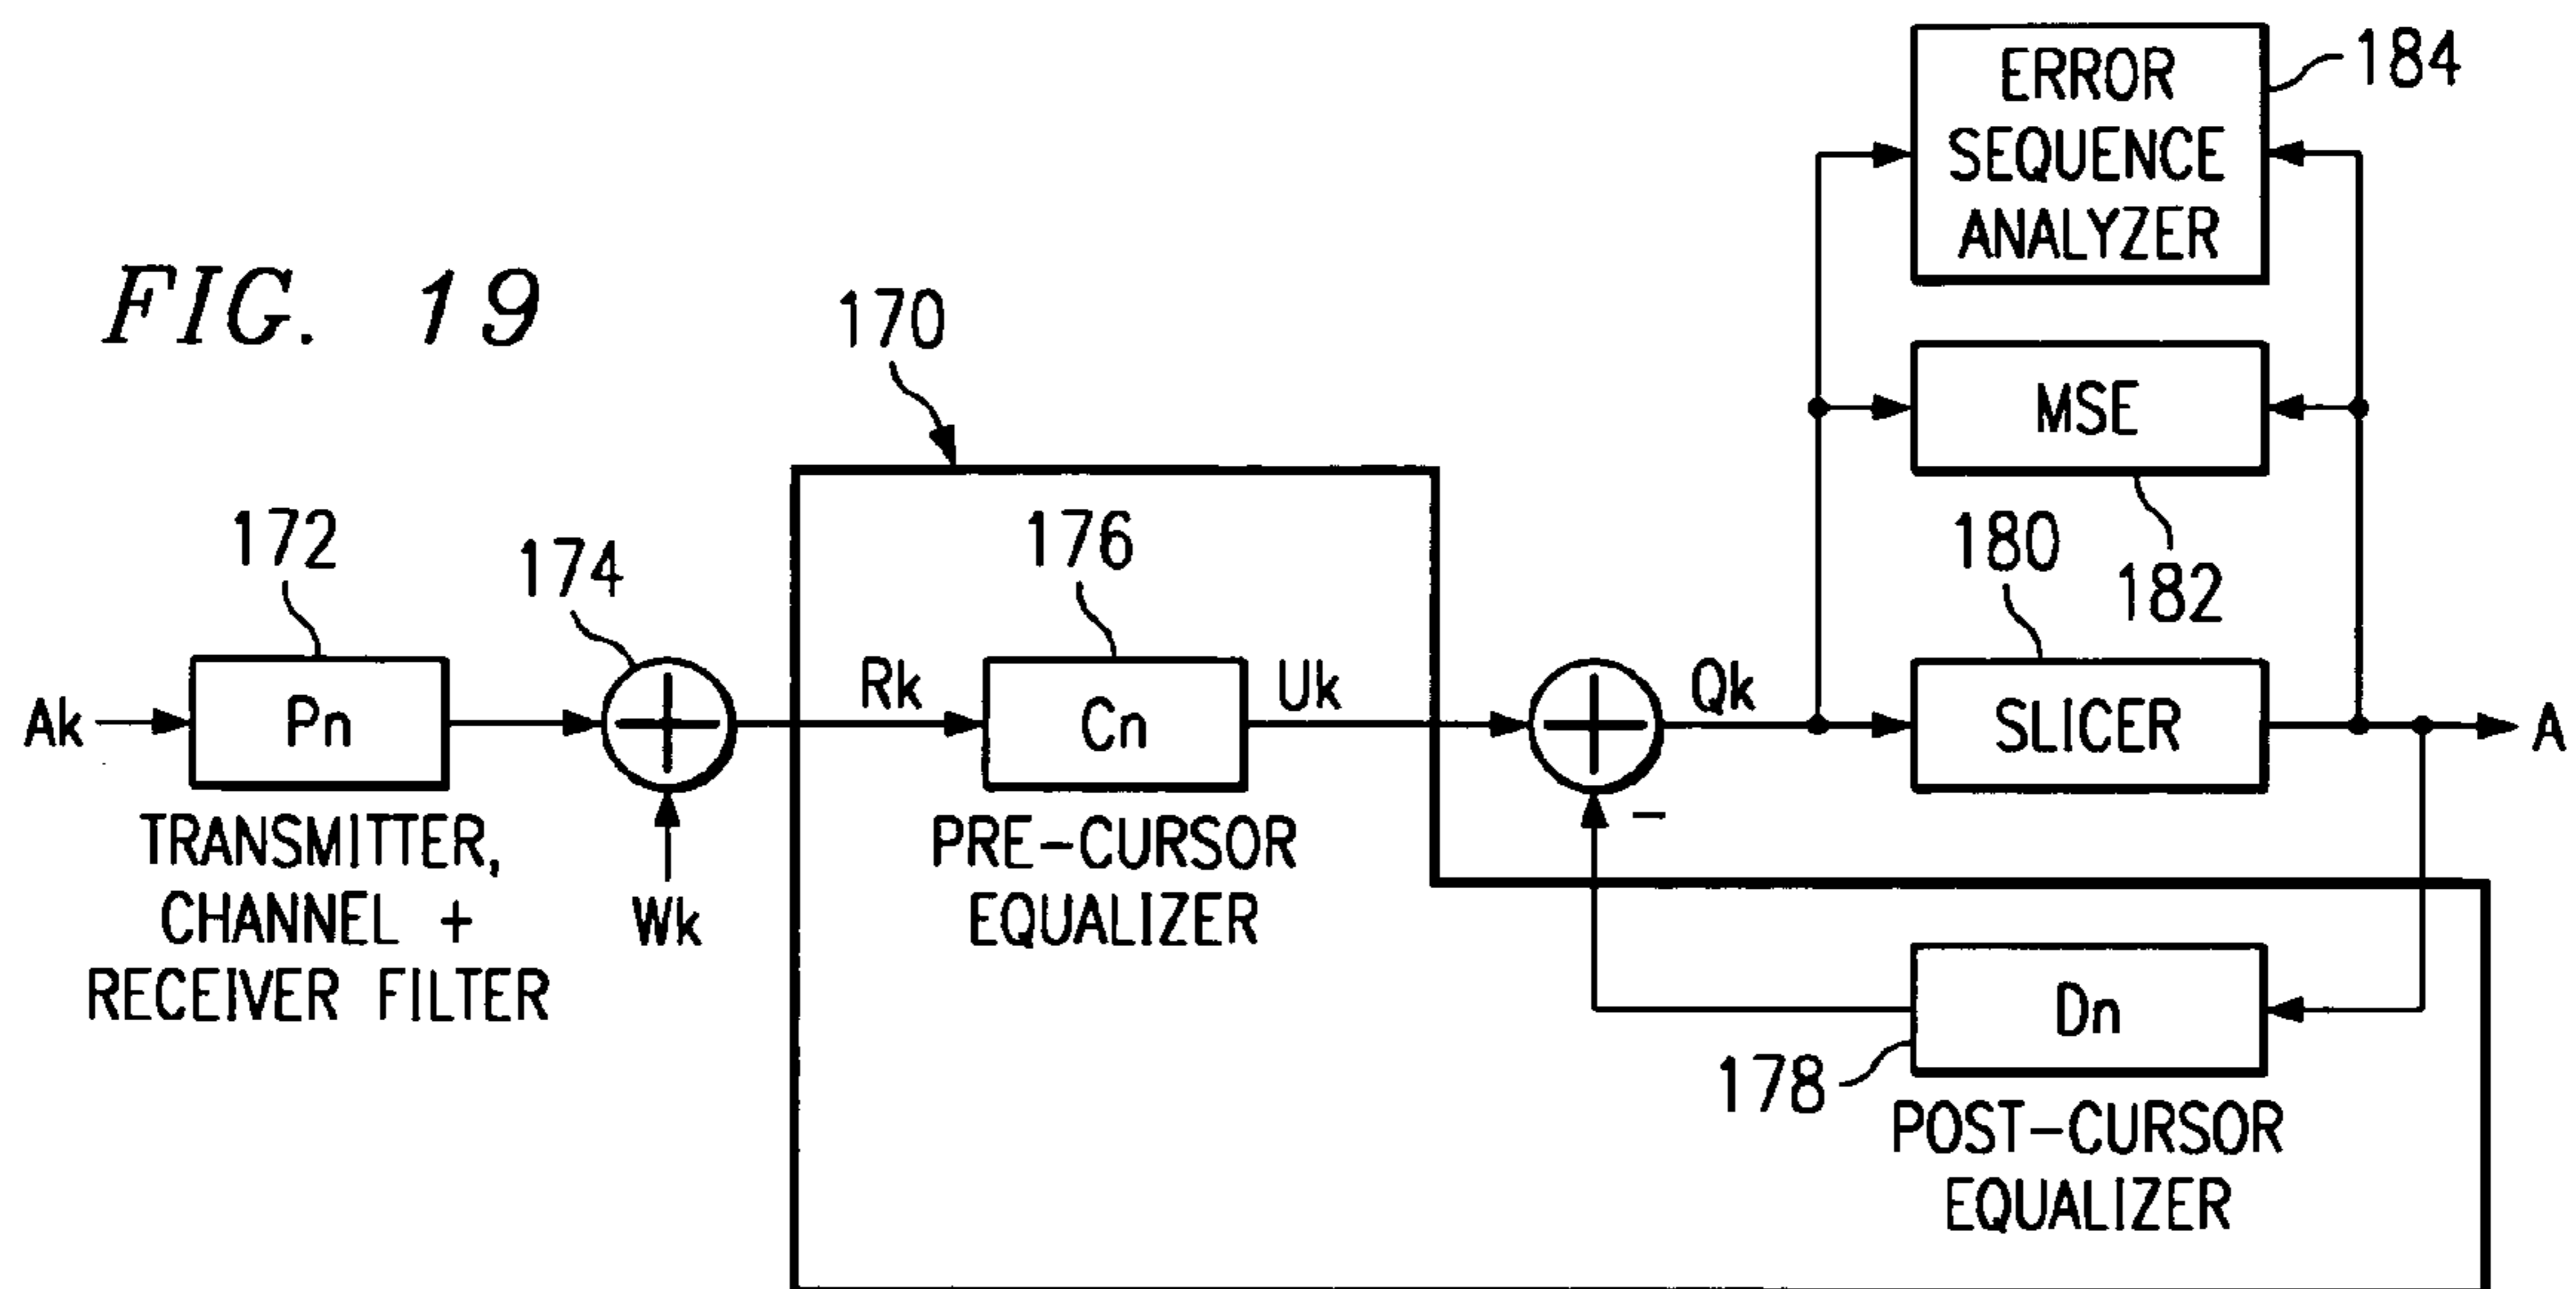 FIG. 19
ERROR
SEQUENCE
ANALYZER
184
170
MSE
182
172
174
176
180
Ak
Pn
Rk
Cn
Uk
Qk
SLICER
A
TRANSMITTER,
CHANNEL +
RECEIVER FILTER
Wk
PRE-CURSOR
EQUALIZER
-
Dn
178
POST-CURSOR
EQUALIZER